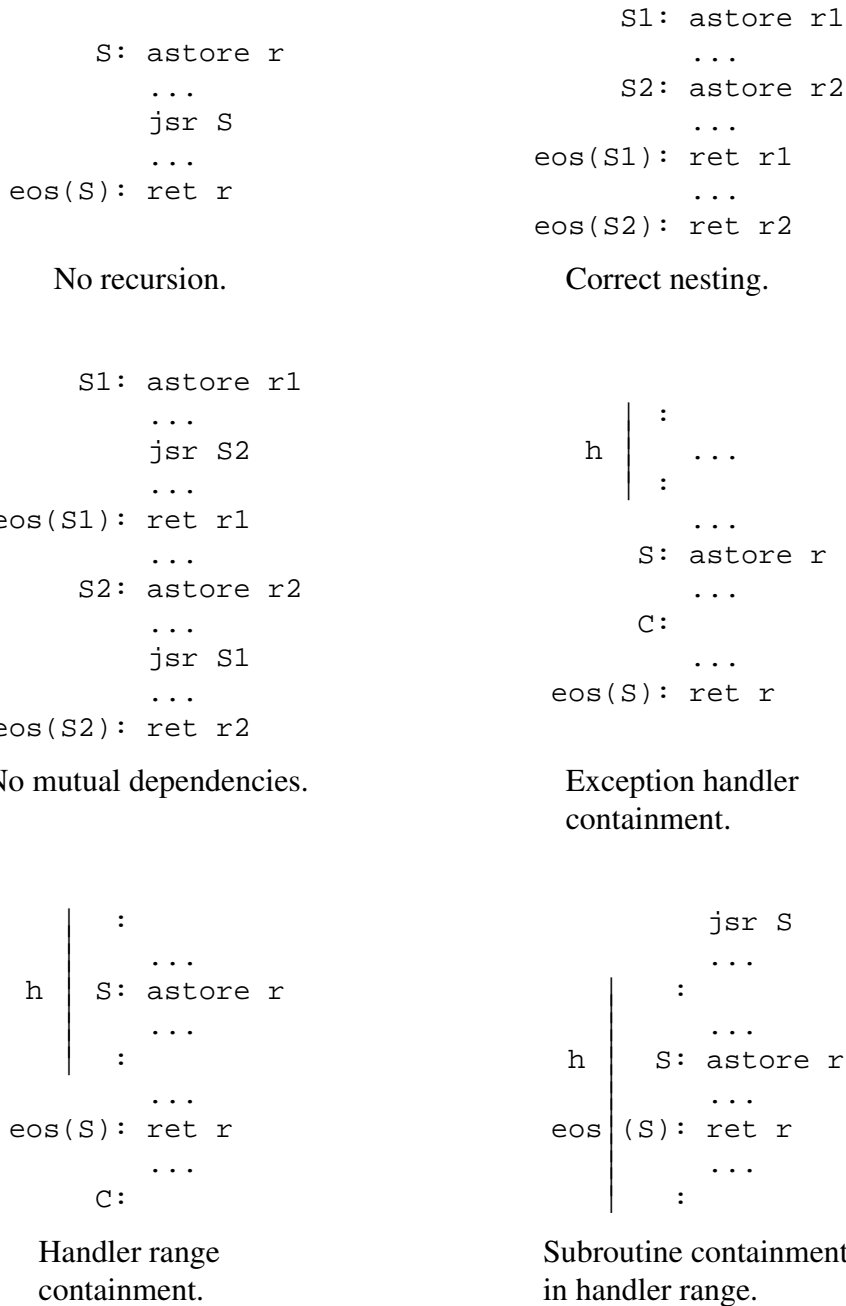 S: astore r
...
jsr S
...
eos(S): ret r
No recursion.
S1: astore r1
...
S2: astore r2
...
eos(S1): ret r1
...
eos(S2): ret r2
Correct nesting.
S1: astore r1
...
jsr S2
...
eos(S1): ret r1
...
S2: astore r2
...
jsr S1
...
eos(S2): ret r2
No mutual dependencies.
:
h ...
:
...
S: astore r
...
C:
...
eos(S): ret r
Exception handler
containment.
:
...
h S: astore r
...
:
...
eos(S): ret r
...
C:
Handler range
containment.
jsr S
...
:
...
h S: astore r
...
eos(S): ret r
...
:
Subroutine containment
in handler range.